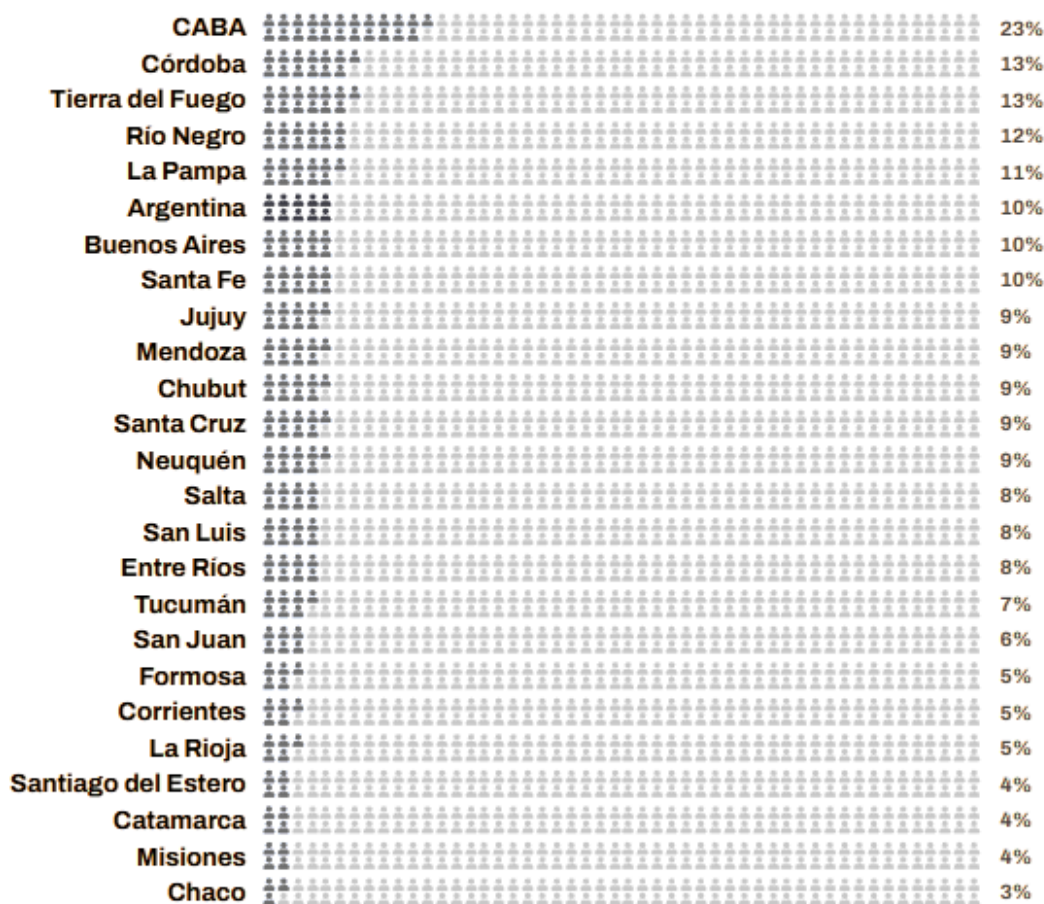 CABA 23%
Córdoba 13%
Tierra del Fuego 13%
Río Negro 12%
La Pampa 11%
Argentina 10%
Buenos Aires 10%
Santa Fe 10%
Jujuy 9%
Mendoza 9%
Chubut 9%
Santa Cruz 9%
Neuquén 9%
Salta 8%
San Luis 8%
Entre Ríos 8%
Tucumán 7%
San Juan 6%
Formosa 5%
Corrientes 5%
La Rioja 5%
Santiago del Estero 4%
Catamarca 4%
Misiones 4%
Chaco 3%